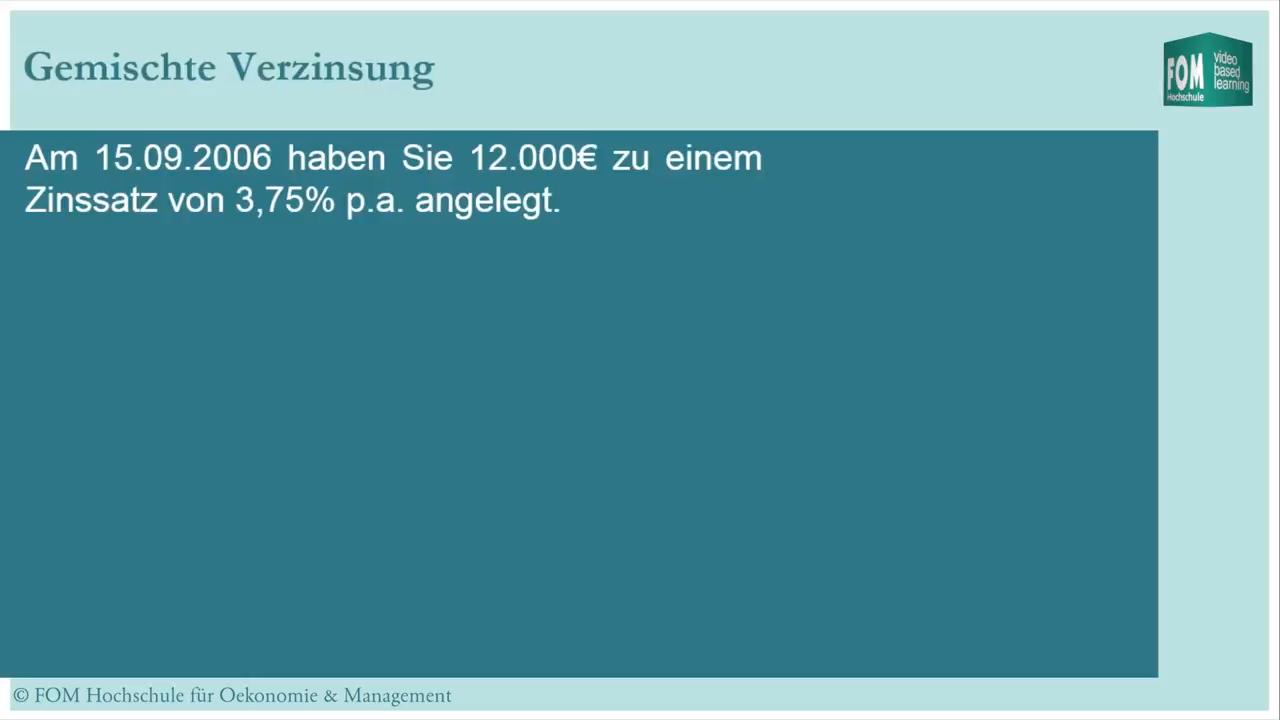 Gemischte Verzinsung
FOM
Hochschule
video
based
learning
Am 15.09.2006 haben Sie 12.000€ zu einem
Zinssatz von 3,75% p.a. angelegt.
© FOM Hochschule für Oekonomie & Management